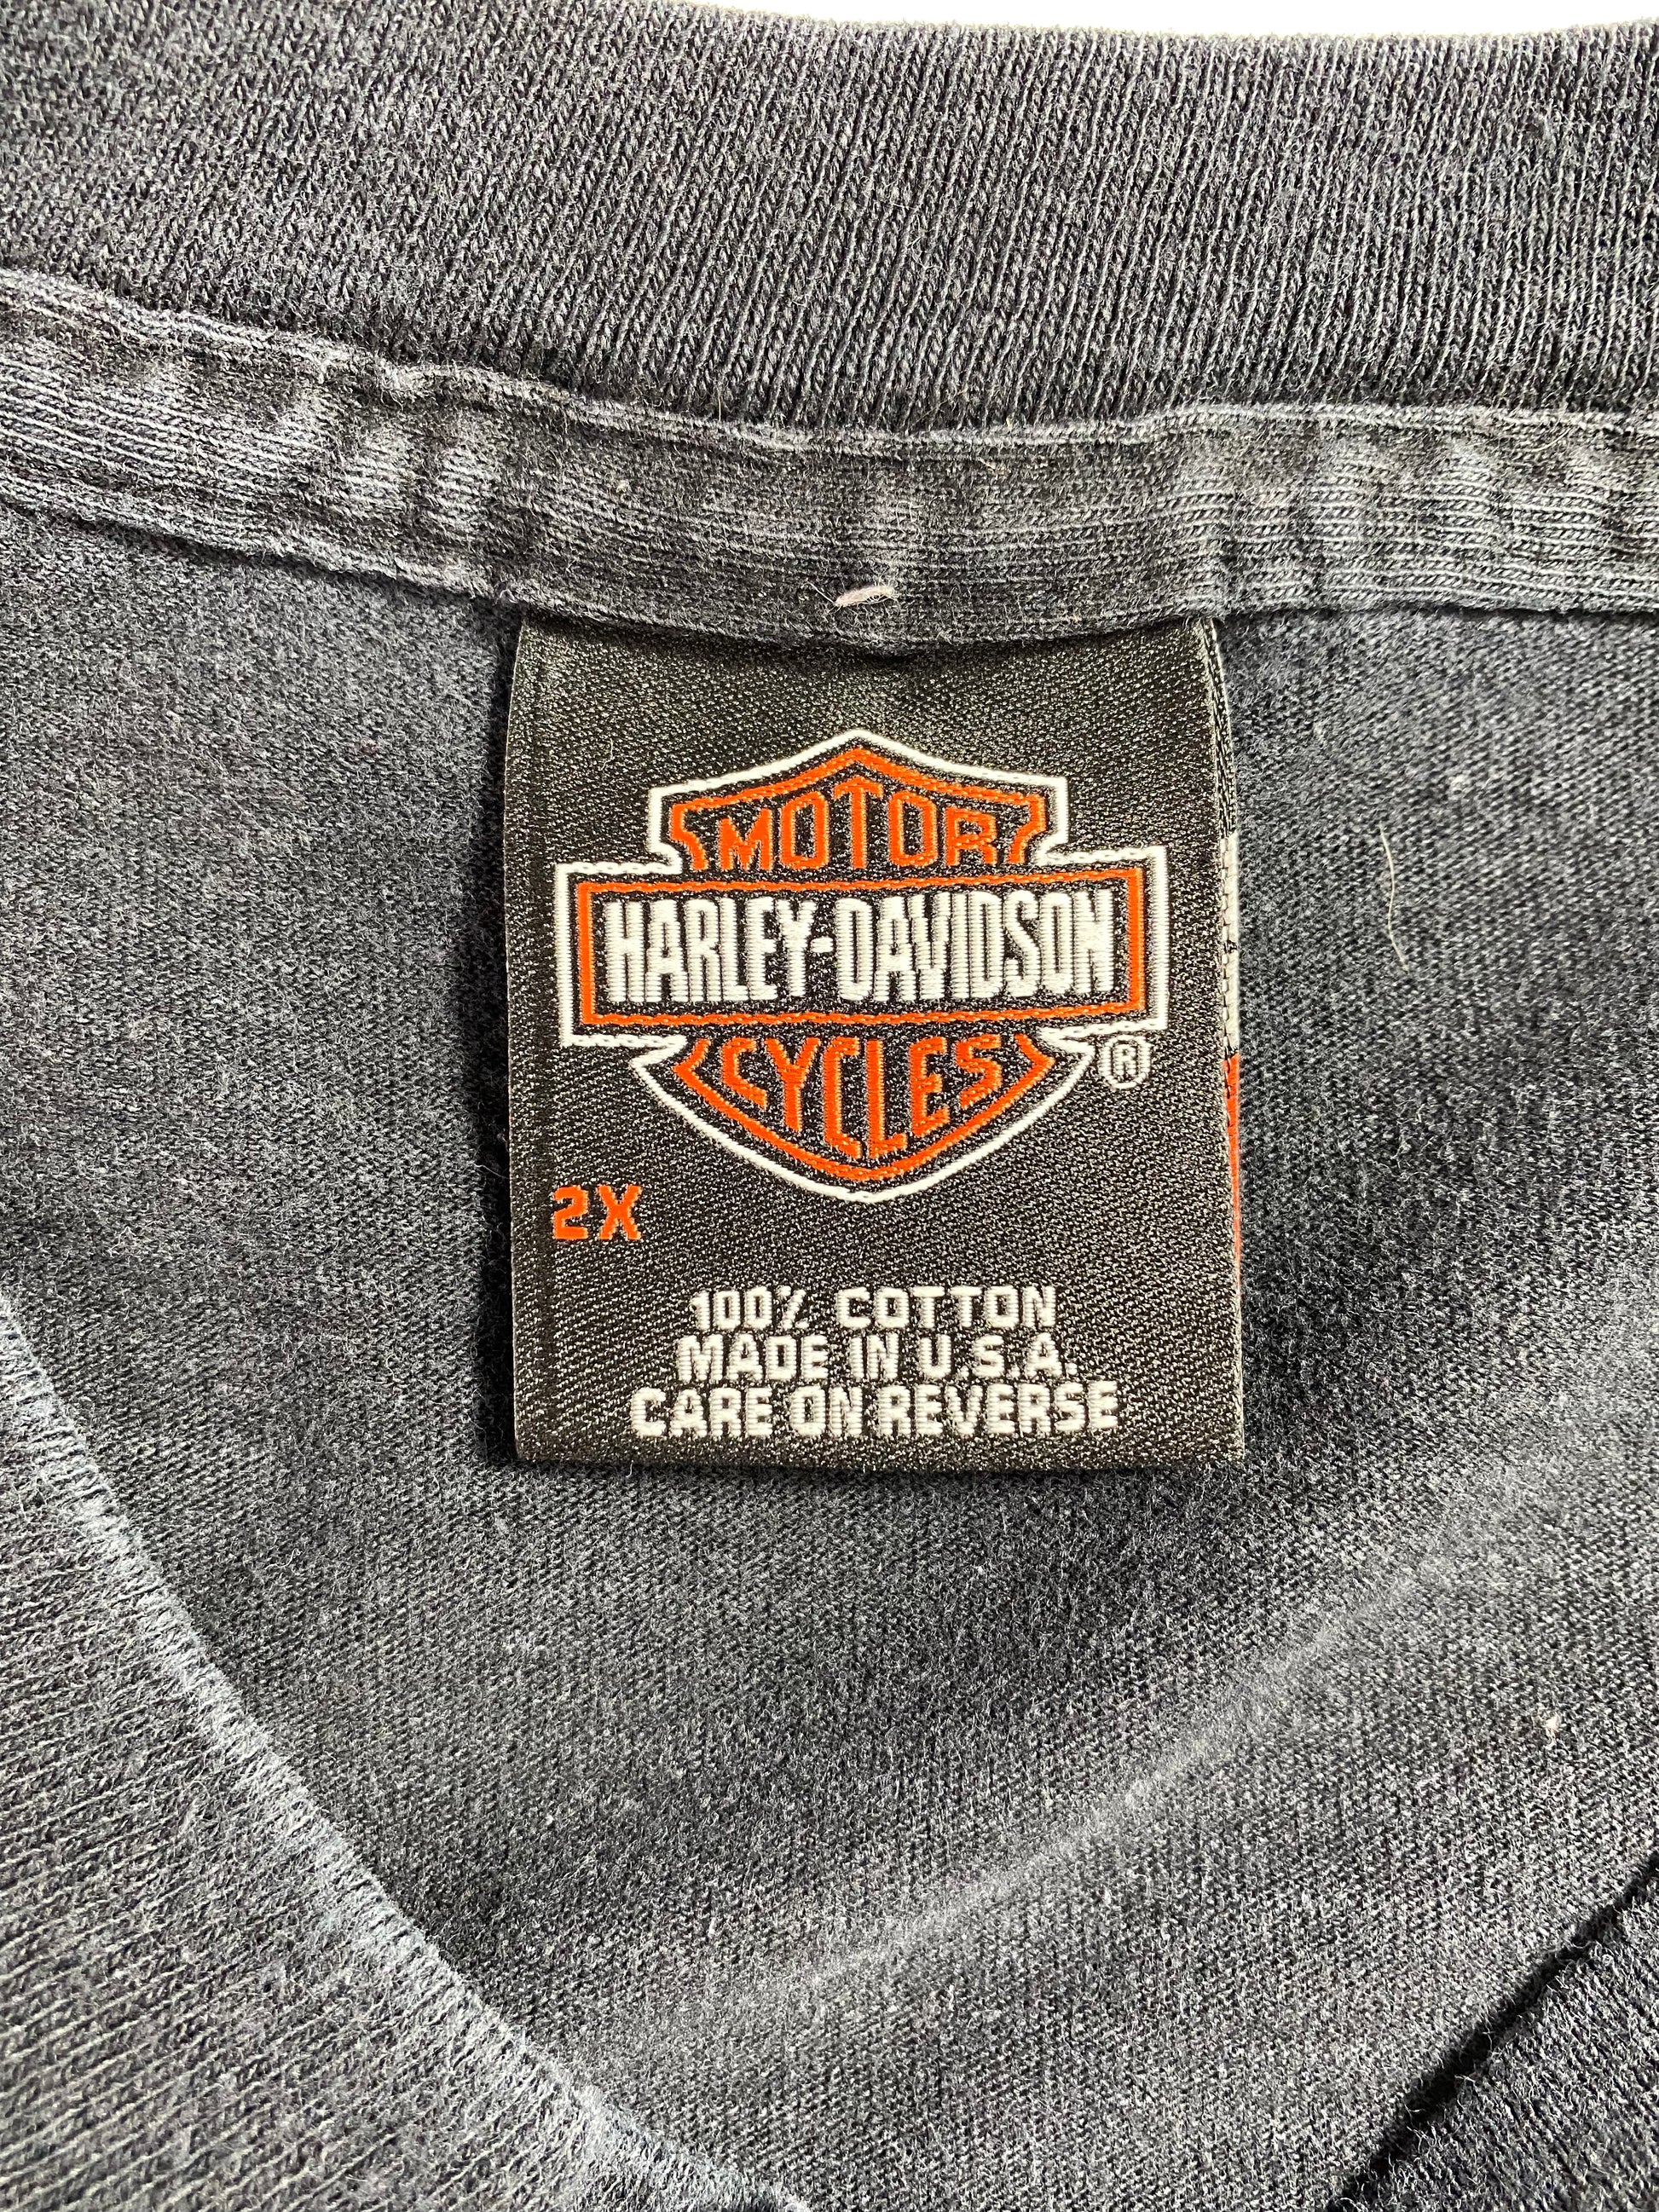 MOTOR
HARLEY-DAVIDSON
CYCLES
®
2X
100% COTTON
MADE IN U.S.A.
CARE ON REVERSE